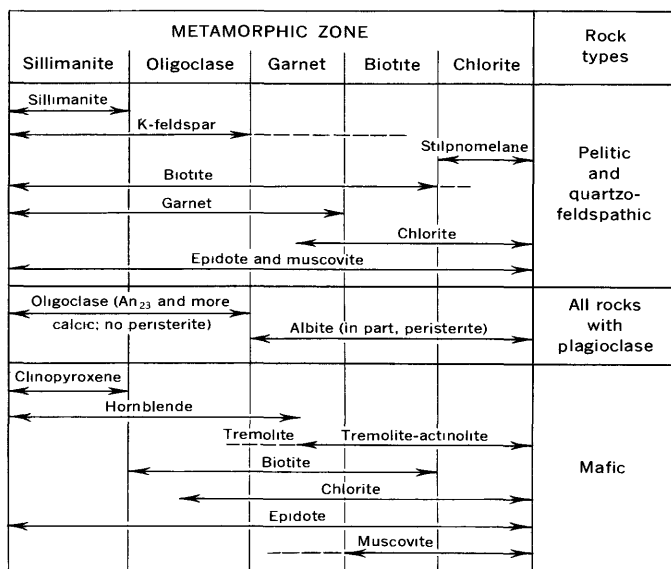 METAMORPHIC ZONE
Rock
types
Sillimanite Oligoclase Garnet Biotite Chlorite
Sillimanite
K-feldspar
Stilpnomelane
Biotite
Garnet
Chlorite
Epidote and muscovite
Pelitic
and
quartzo-
feldspathic
Oligoclase (An23 and more
calcic; no peristerite)
Albite (in part, peristerite)
All rocks
with
plagioclase
Clinopyroxene
Hornblende
Tremolite
Tremolite-actinolite
Biotite
Chlorite
Epidote
Muscovite
Mafic